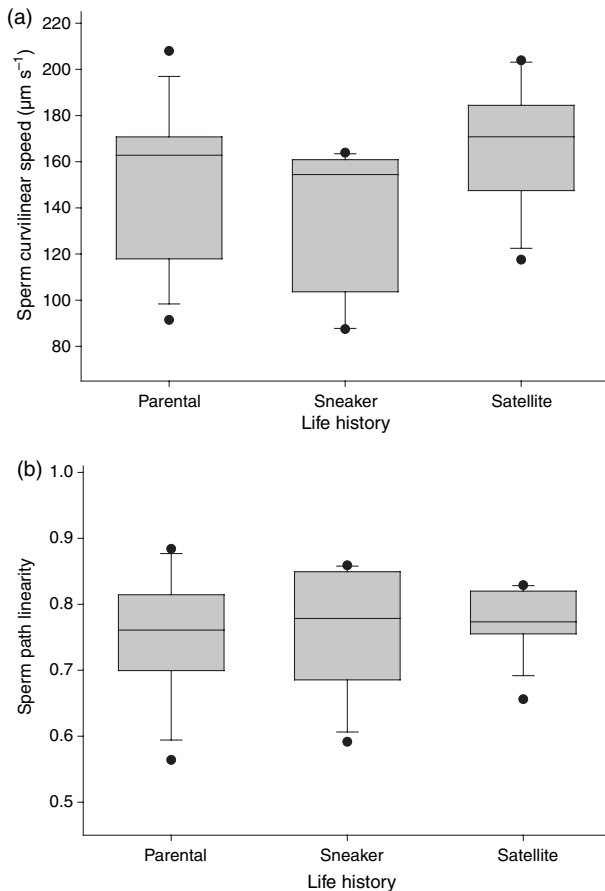 (a)
220
200
180
160
140
120
100
80
Sperm curvilinear speed (µm s⁻¹)
Parental Sneaker Satellite
Life history
(b)
1.0
0.9
0.8
0.7
0.6
0.5
Sperm path linearity
Parental Sneaker Satellite
Life history